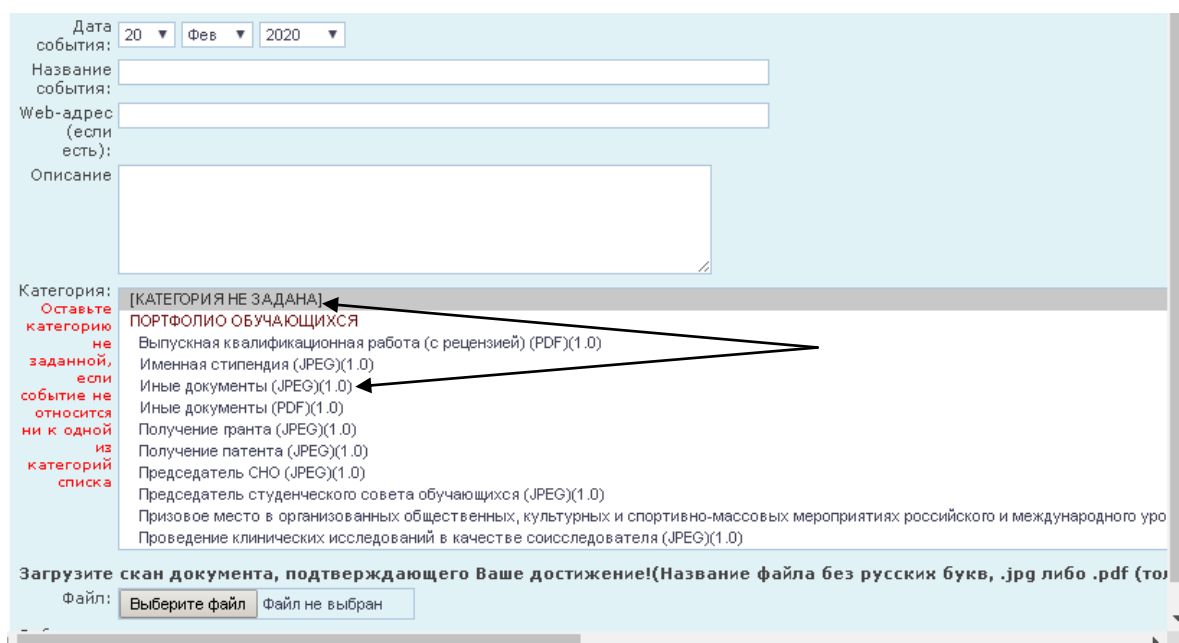 Дата события:
20 Фев 2020
Название события:
Web-адрес (если есть):
Описание
Категория:
Оставьте
категорию
не
заданной,
если
событие не
относится
ни к одной
из
категорий
списка
[КАТЕГОРИЯ НЕ ЗАДАНА]
ПОРТФОЛИО ОБУЧАЮЩИХСЯ
Выпускная квалификационная работа (с рецензией) (PDF)(1.0)
Именная стипендия (JPEG)(1.0)
Иные документы (JPEG)(1.0)
Иные документы (PDF)(1.0)
Получение гранта (JPEG)(1.0)
Получение патента (JPEG)(1.0)
Председатель СНО (JPEG)(1.0)
Председатель студенческого совета обучающихся (JPEG)(1.0)
Призовое место в организованных общественных, культурных и спортивно-массовых мероприятиях российского и международного уро
Проведение клинических исследований в качестве соисследователя (JPEG)(1.0)
Загрузите скан документа, подтверждающего Ваше достижение!(Название файла без русских букв, .jpg либо .pdf (тол
Файл: Выберите файл Файл не выбран